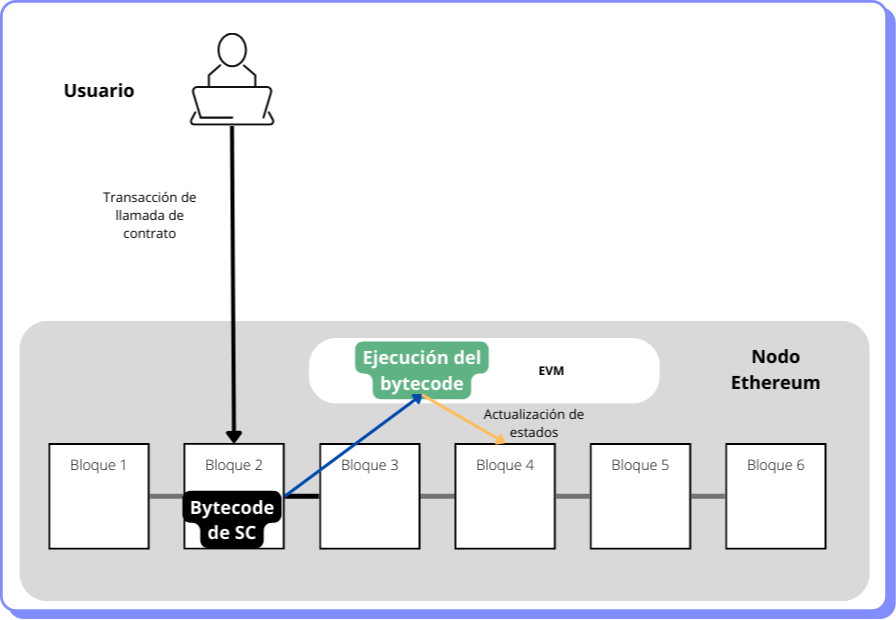 Usuario
Transacción de
llamada de
contrato
Ejecución del
bytecode
EVM
Nodo
Ethereum
Actualización de
estados
Bloque 1
Bloque 2
Bloque 3
Bloque 4
Bloque 5
Bloque 6
Bytecode
de SC